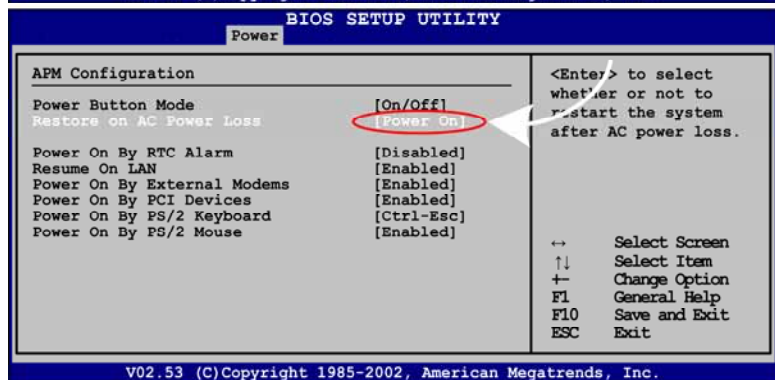 BIOS SETUP UTILITY
Power
APM Configuration
Power Button Mode [On/Off]
Restore on AC Power Loss [Power On]
Power On By RTC Alarm [Disabled]
Resume On LAN [Enabled]
Power On By External Modems [Enabled]
Power On By PCI Devices [Enabled]
Power On By PS/2 Keyboard [Ctrl-Esc]
Power On By PS/2 Mouse [Enabled]
<Enter> to select
whether or not to
restart the system
after AC power loss.
↔ Select Screen
↑↓ Select Item
+- Change Option
F1 General Help
F10 Save and Exit
ESC Exit
V02.53 (C)Copyright 1985-2002, American Megatrends, Inc.